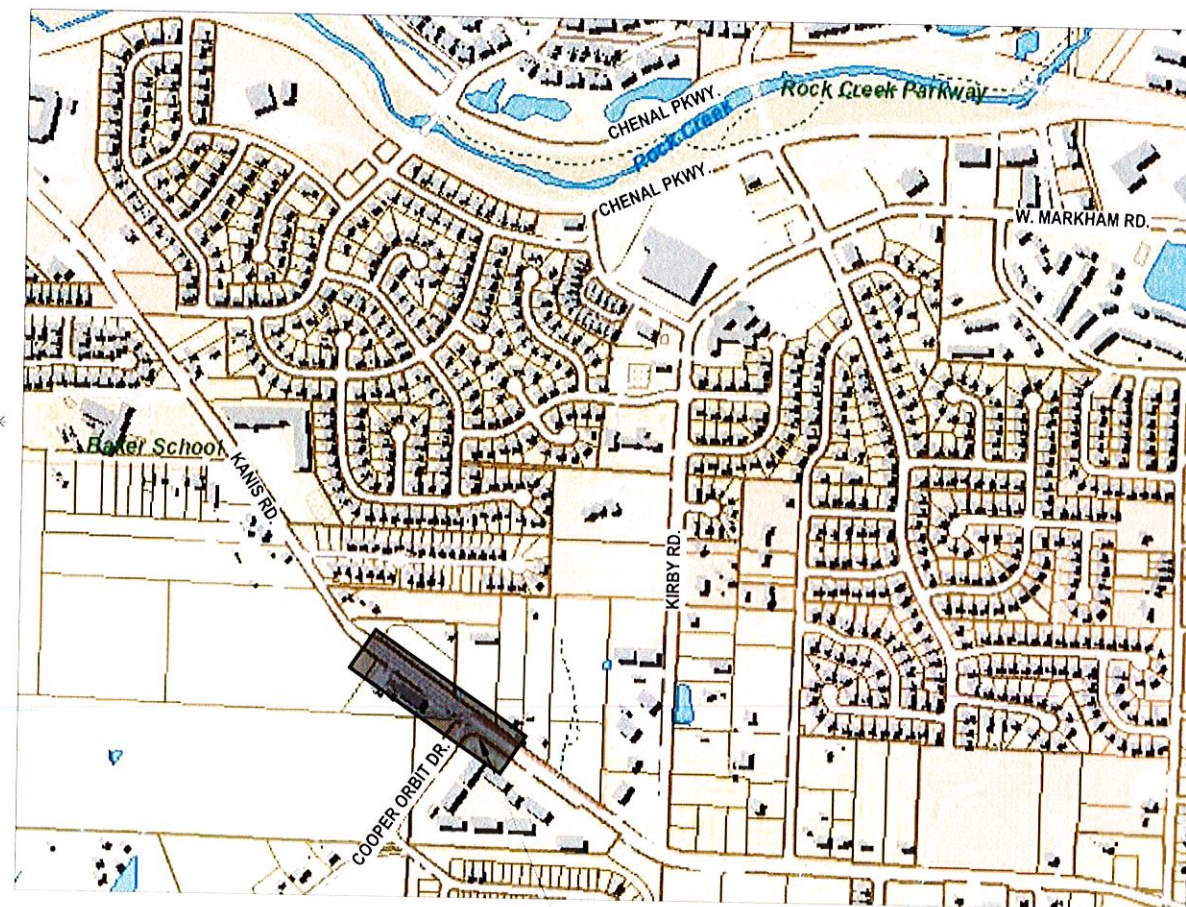 Rock Creek Parkway
CHENAL PKWY.
Rock Creek
CHENAL PKWY.
W. MARKHAM RD.
Baker School
KANIS RD.
KIRBY RD.
COOPER ORBIT DR.